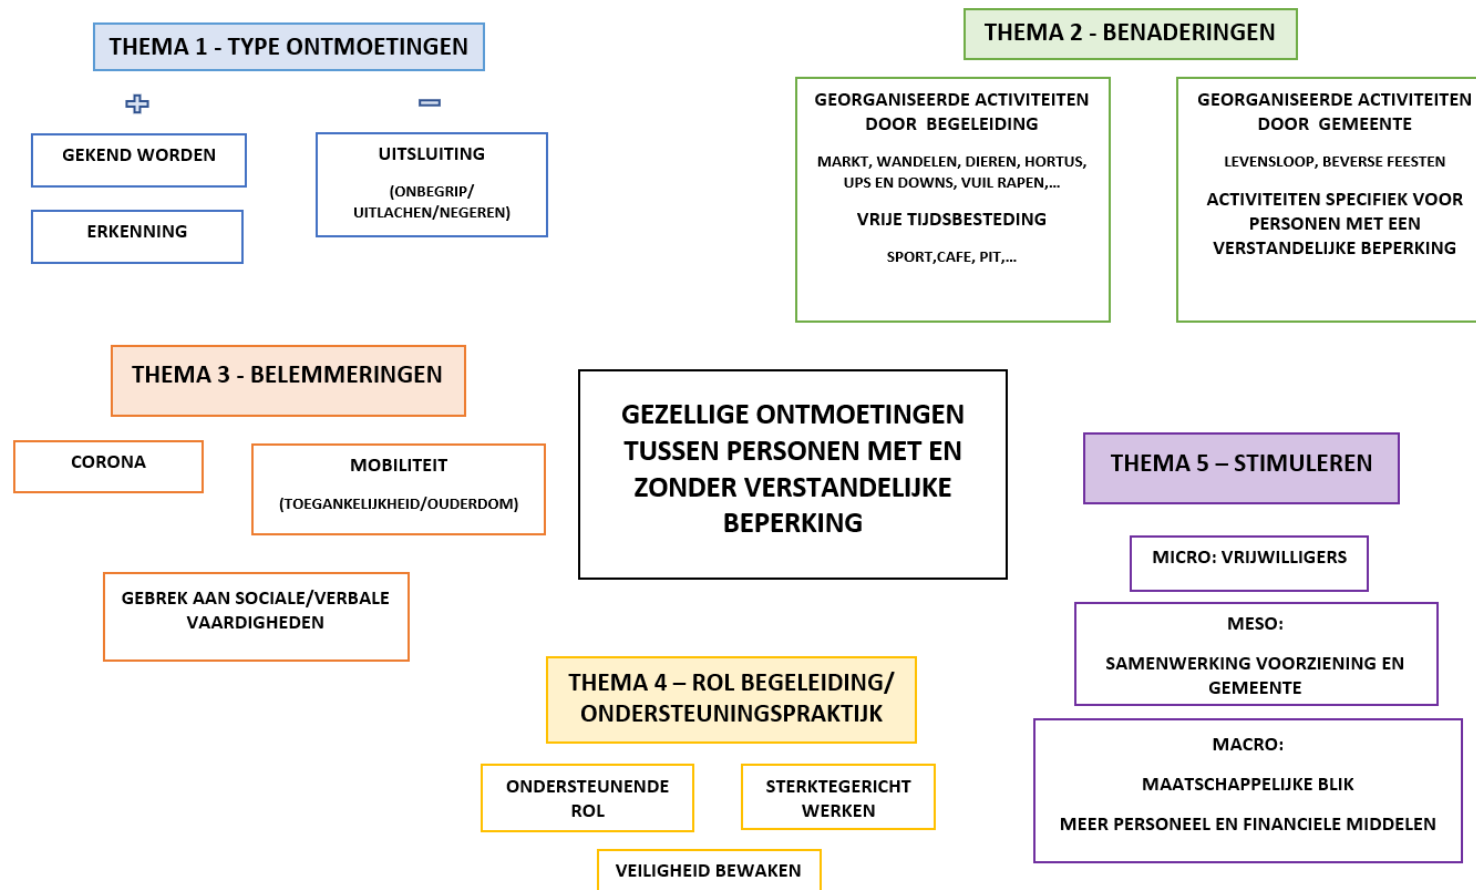 THEMA 1 - TYPE ONTMOETINGEN
GEKEND WORDEN
ERKENNING
UITSLUITING
(ONBEGRIP/
UITLACHEN/NEGEREN)
THEMA 2 - BENADERINGEN
GEORGANISEERDE ACTIVITEITEN
DOOR BEGELEIDING
MARKT, WANDELEN, DIEREN, HORTUS,
UPS EN DOWNS, VUIL RAPEN,...
VRIJE TIJDSBESTEDING
SPORT,CAFE, PIT,...
GEORGANISEERDE ACTIVITEITEN
DOOR GEMEENTE
LEVENSLOOP, BEVERSE FEESTEN
ACTIVITEITEN SPECIFIEK VOOR
PERSONEN MET EEN
VERSTANDELIJKE BEPERKING
THEMA 3 - BELEMMERINGEN
CORONA
MOBILITEIT
(TOEGANKELIJKHEID/OUDERDOM)
GEBREK AAN SOCIALE/VERBALE
VAARDIGHEDEN
GEZELLIGE ONTMOETINGEN
TUSSEN PERSONEN MET EN
ZONDER VERSTANDELIJKE
BEPERKING
THEMA 4 – ROL BEGELEIDING/
ONDERSTEUNINGSPRAKTIJK
ONDERSTEUNENDE
ROL
STERKTEGERICHT
WERKEN
VEILIGHEID BEWAKEN
THEMA 5 – STIMULEREN
MICRO: VRIJWILLIGERS
MESO:
SAMENWERKING VOORZIENING EN
GEMEENTE
MACRO:
MAATSCHAPPELIJKE BLIK
MEER PERSONEEL EN FINANCIELE MIDDELEN